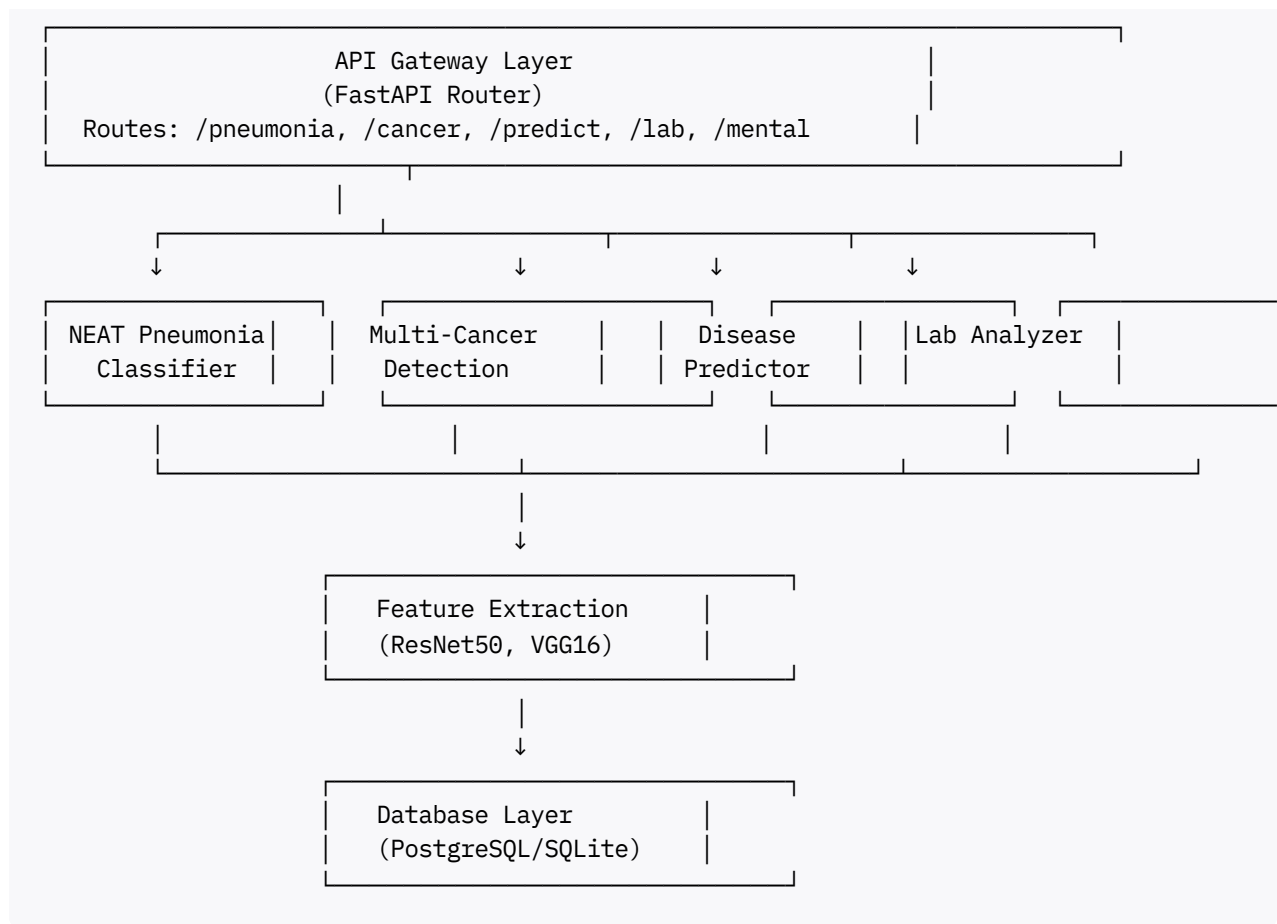 API Gateway Layer
(FastAPI Router)
Routes: /pneumonia, /cancer, /predict, /lab, /mental
NEAT Pneumonia Multi-Cancer Disease Lab Analyzer
Classifier Detection Predictor
Feature Extraction
(ResNet50, VGG16)
Database Layer
(PostgreSQL/SQLite)